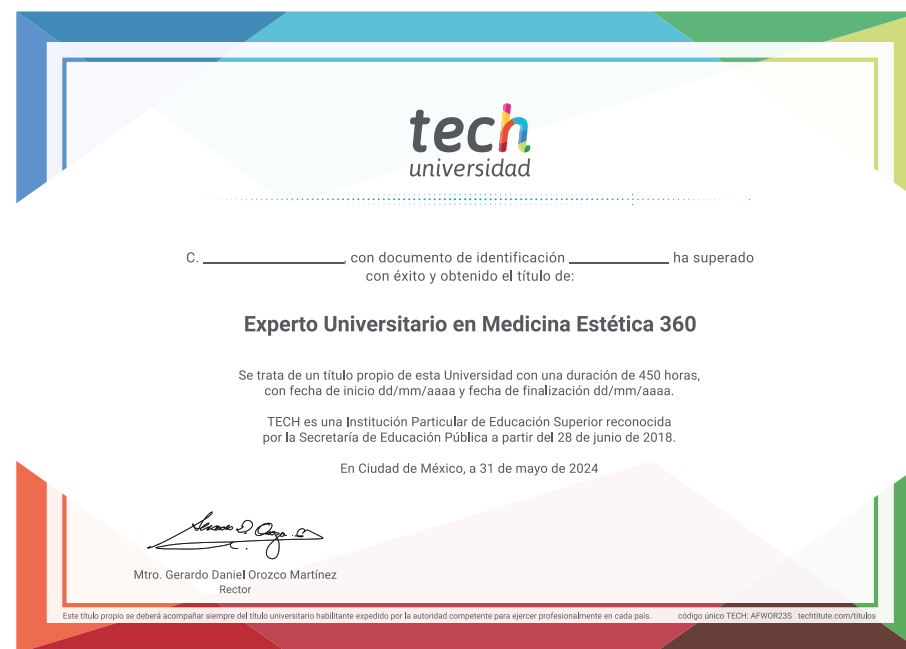 tech
universidad
C. ____________________, con documento de identificación ______________ ha superado
con éxito y obtenido el título de:
Experto Universitario en Medicina Estética 360
Se trata de un título propio de esta Universidad con una duración de 450 horas,
con fecha de inicio dd/mm/aaaa y fecha de finalización dd/mm/aaaa.
TECH es una Institución Particular de Educación Superior reconocida
por la Secretaría de Educación Pública a partir del 28 de junio de 2018.
En Ciudad de México, a 31 de mayo de 2024
Mtro. Gerardo Daniel Orozco Martínez
Rector
Este título propio se deberá acompañar siempre del título universitario habilitante expedido por la autoridad competente para ejercer profesionalmente en cada país. código único TECH: AFWOR23S techtitute.com/titulos